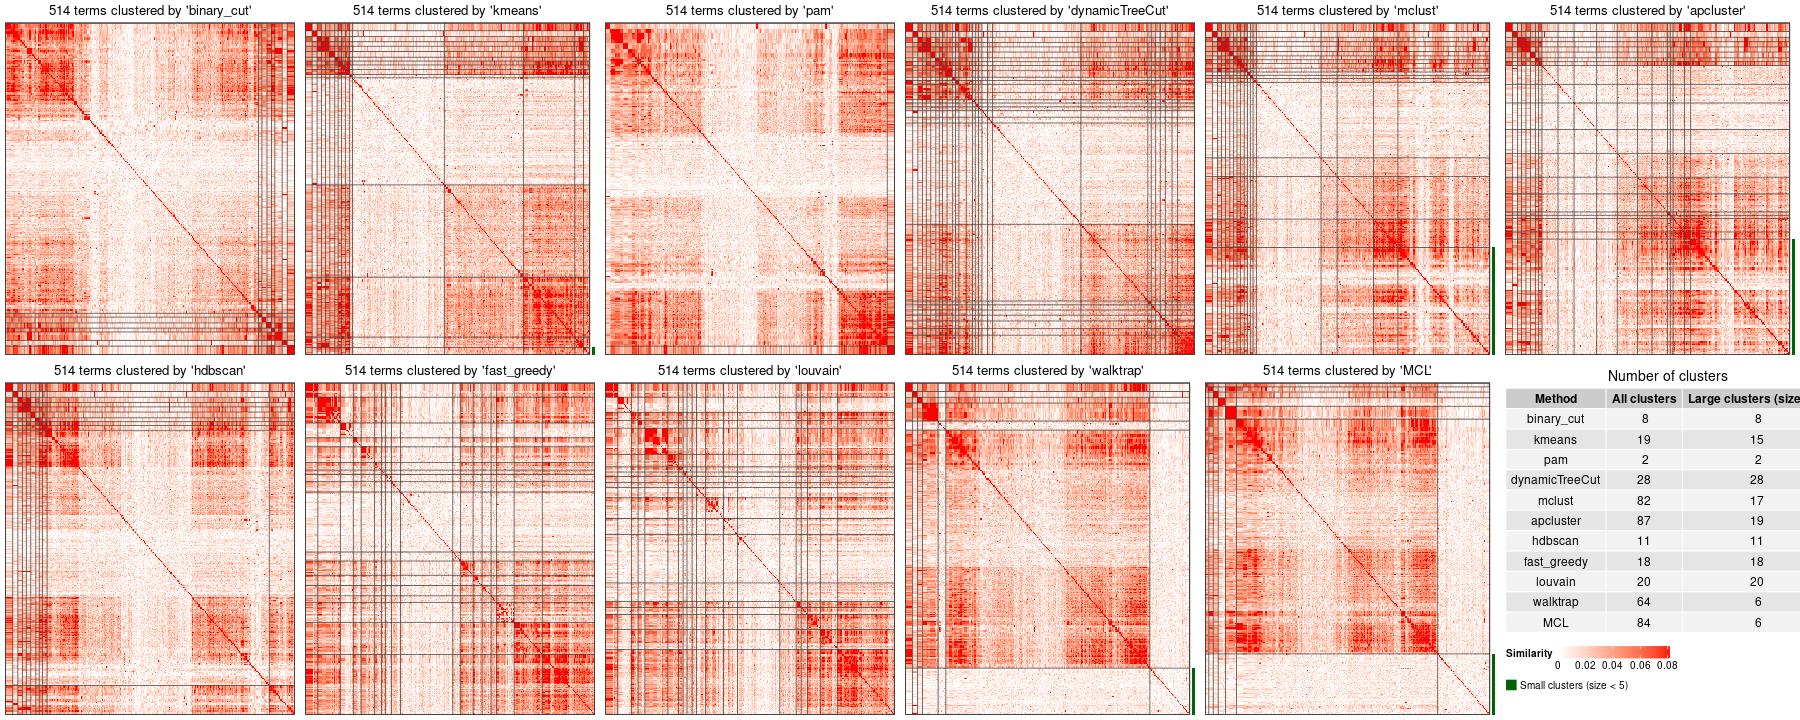 514 terms clustered by 'binary_cut'
514 terms clustered by 'kmeans'
514 terms clustered by 'pam'
514 terms clustered by 'dynamicTreeCut'
514 terms clustered by 'mclust'
514 terms clustered by 'apcluster'
514 terms clustered by 'hdbscan'
514 terms clustered by 'fast_greedy'
514 terms clustered by 'louvain'
514 terms clustered by 'walktrap'
514 terms clustered by 'MCL'
Number of clusters
Method All clusters Large clusters (size
binary_cut 8 8
kmeans 19 15
pam 2 2
dynamicTreeCut 28 28
mclust 82 17
apcluster 87 19
hdbscan 11 11
fast_greedy 18 18
louvain 20 20
walktrap 64 6
MCL 84 6
Similarity
0 0.02 0.04 0.06 0.08
Small clusters (size < 5)